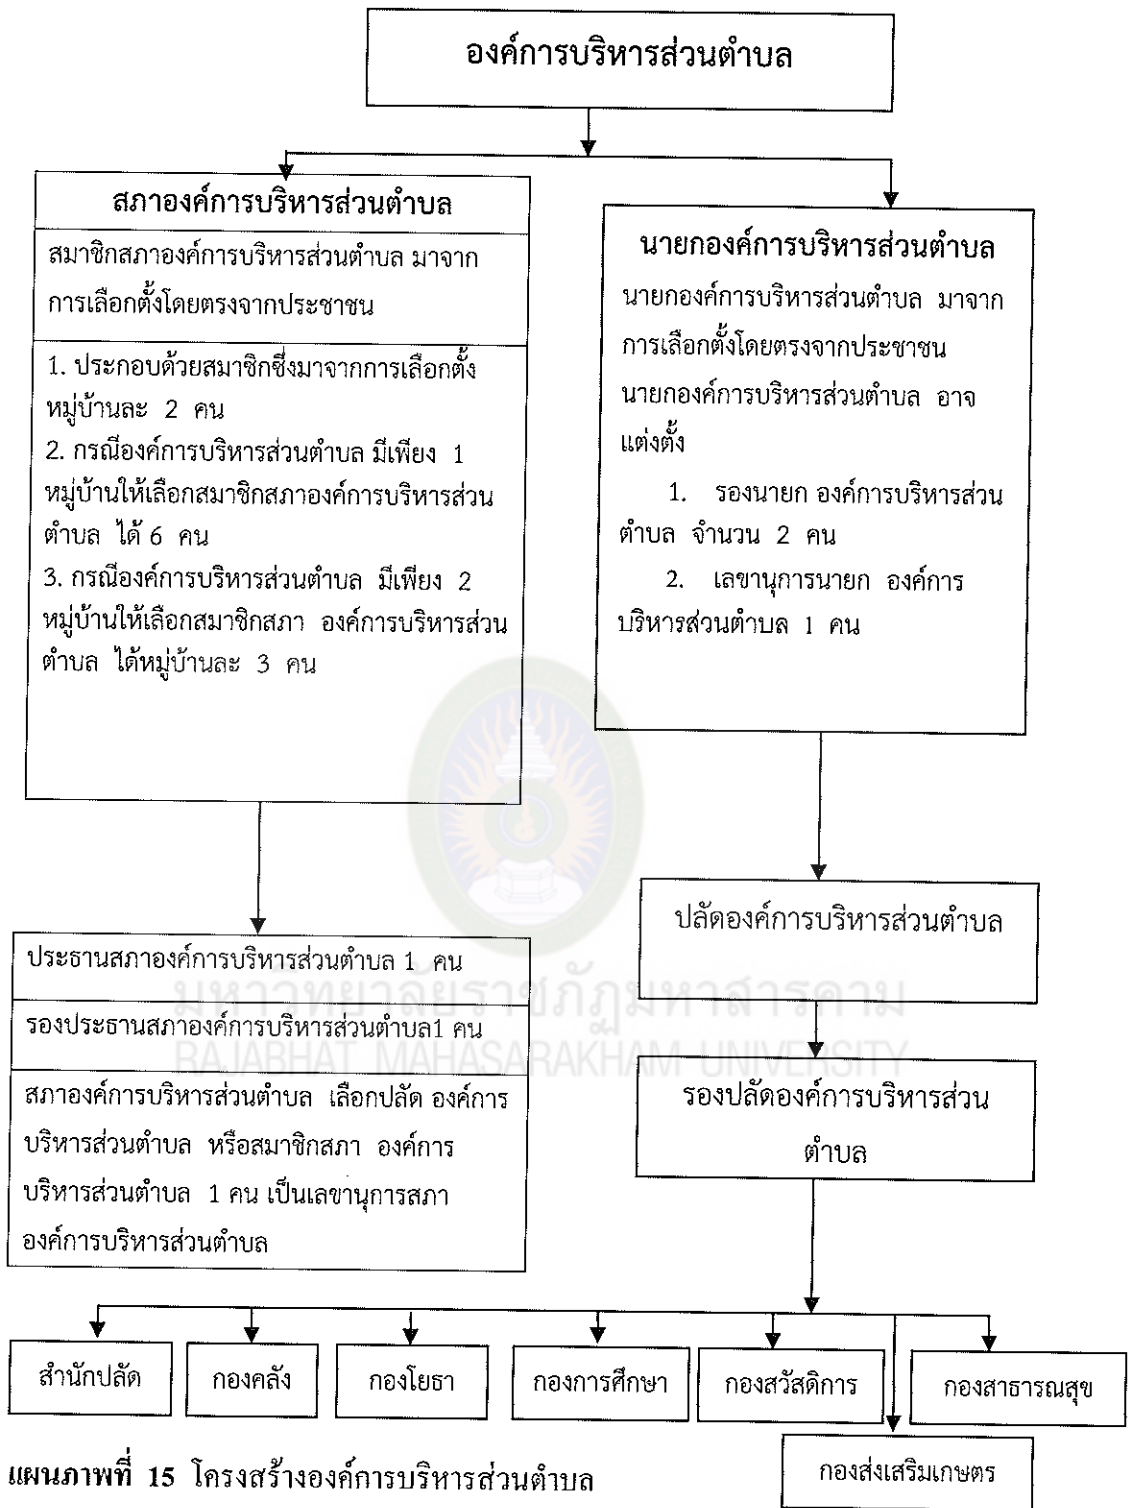 องค์การบริหารส่วนตำบล
สภาองค์การบริหารส่วนตำบล
สมาชิกสภาองค์การบริหารส่วนตำบล มาจาก
การเลือกตั้งโดยตรงจากประชาชน
1. ประกอบด้วยสมาชิกซึ่งมาจากการเลือกตั้ง
หมู่บ้านละ 2 คน
2. กรณีองค์การบริหารส่วนตำบล มีเพียง 1
หมู่บ้านให้เลือกสมาชิกสภาองค์การบริหารส่วน
ตำบล ได้ 6 คน
3. กรณีองค์การบริหารส่วนตำบล มีเพียง 2
หมู่บ้านให้เลือกสมาชิกสภา องค์การบริหารส่วน
ตำบล ได้หมู่บ้านละ 3 คน
นายกองค์การบริหารส่วนตำบล
นายกองค์การบริหารส่วนตำบล มาจาก
การเลือกตั้งโดยตรงจากประชาชน
นายกองค์การบริหารส่วนตำบล อาจ
แต่งตั้ง
1. รองนายก องค์การบริหารส่วน
ตำบล จำนวน 2 คน
2. เลขานุการนายก องค์การ
บริหารส่วนตำบล 1 คน
ประธานสภาองค์การบริหารส่วนตำบล 1 คน
รองประธานสภาองค์การบริหารส่วนตำบล1 คน
สภาองค์การบริหารส่วนตำบล เลือกปลัด องค์การ
บริหารส่วนตำบล หรือสมาชิกสภา องค์การ
บริหารส่วนตำบล 1 คน เป็นเลขานุการสภา
องค์การบริหารส่วนตำบล
ปลัดองค์การบริหารส่วนตำบล
มหาวิทยาลัยราชภัฏมหาสารคาม
RAJABHAT MAHASARAKHAM UNIVERSITY
รองปลัดองค์การบริหารส่วน
ตำบล
สำนักปลัด
กองคลัง
กองโยธา
กองการศึกษา
กองสวัสดิการ
กองสาธารณสุข
กองส่งเสริมเกษตร
แผนภาพที่ 15 โครงสร้างองค์การบริหารส่วนตำบล